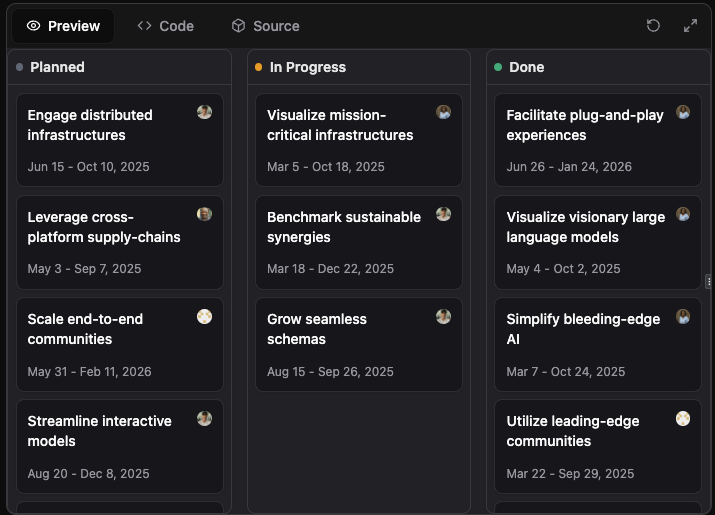 Preview
Code
Source
Planned
Engage distributed
infrastructures
Jun 15 - Oct 10, 2025
Leverage cross-
platform supply-chains
May 3 - Sep 7, 2025
Scale end-to-end
communities
May 31 - Feb 11, 2026
Streamline interactive
models
Aug 20 - Dec 8, 2025
In Progress
Visualize mission-
critical infrastructures
Mar 5 - Oct 18, 2025
Benchmark sustainable
synergies
Mar 18 - Dec 22, 2025
Grow seamless
schemas
Aug 15 - Sep 26, 2025
Done
Facilitate plug-and-play
experiences
Jun 26 - Jan 24, 2026
Visualize visionary large
language models
May 4 - Oct 2, 2025
Simplify bleeding-edge
AI
Mar 7 - Oct 24, 2025
Utilize leading-edge
communities
Mar 22 - Sep 29, 2025